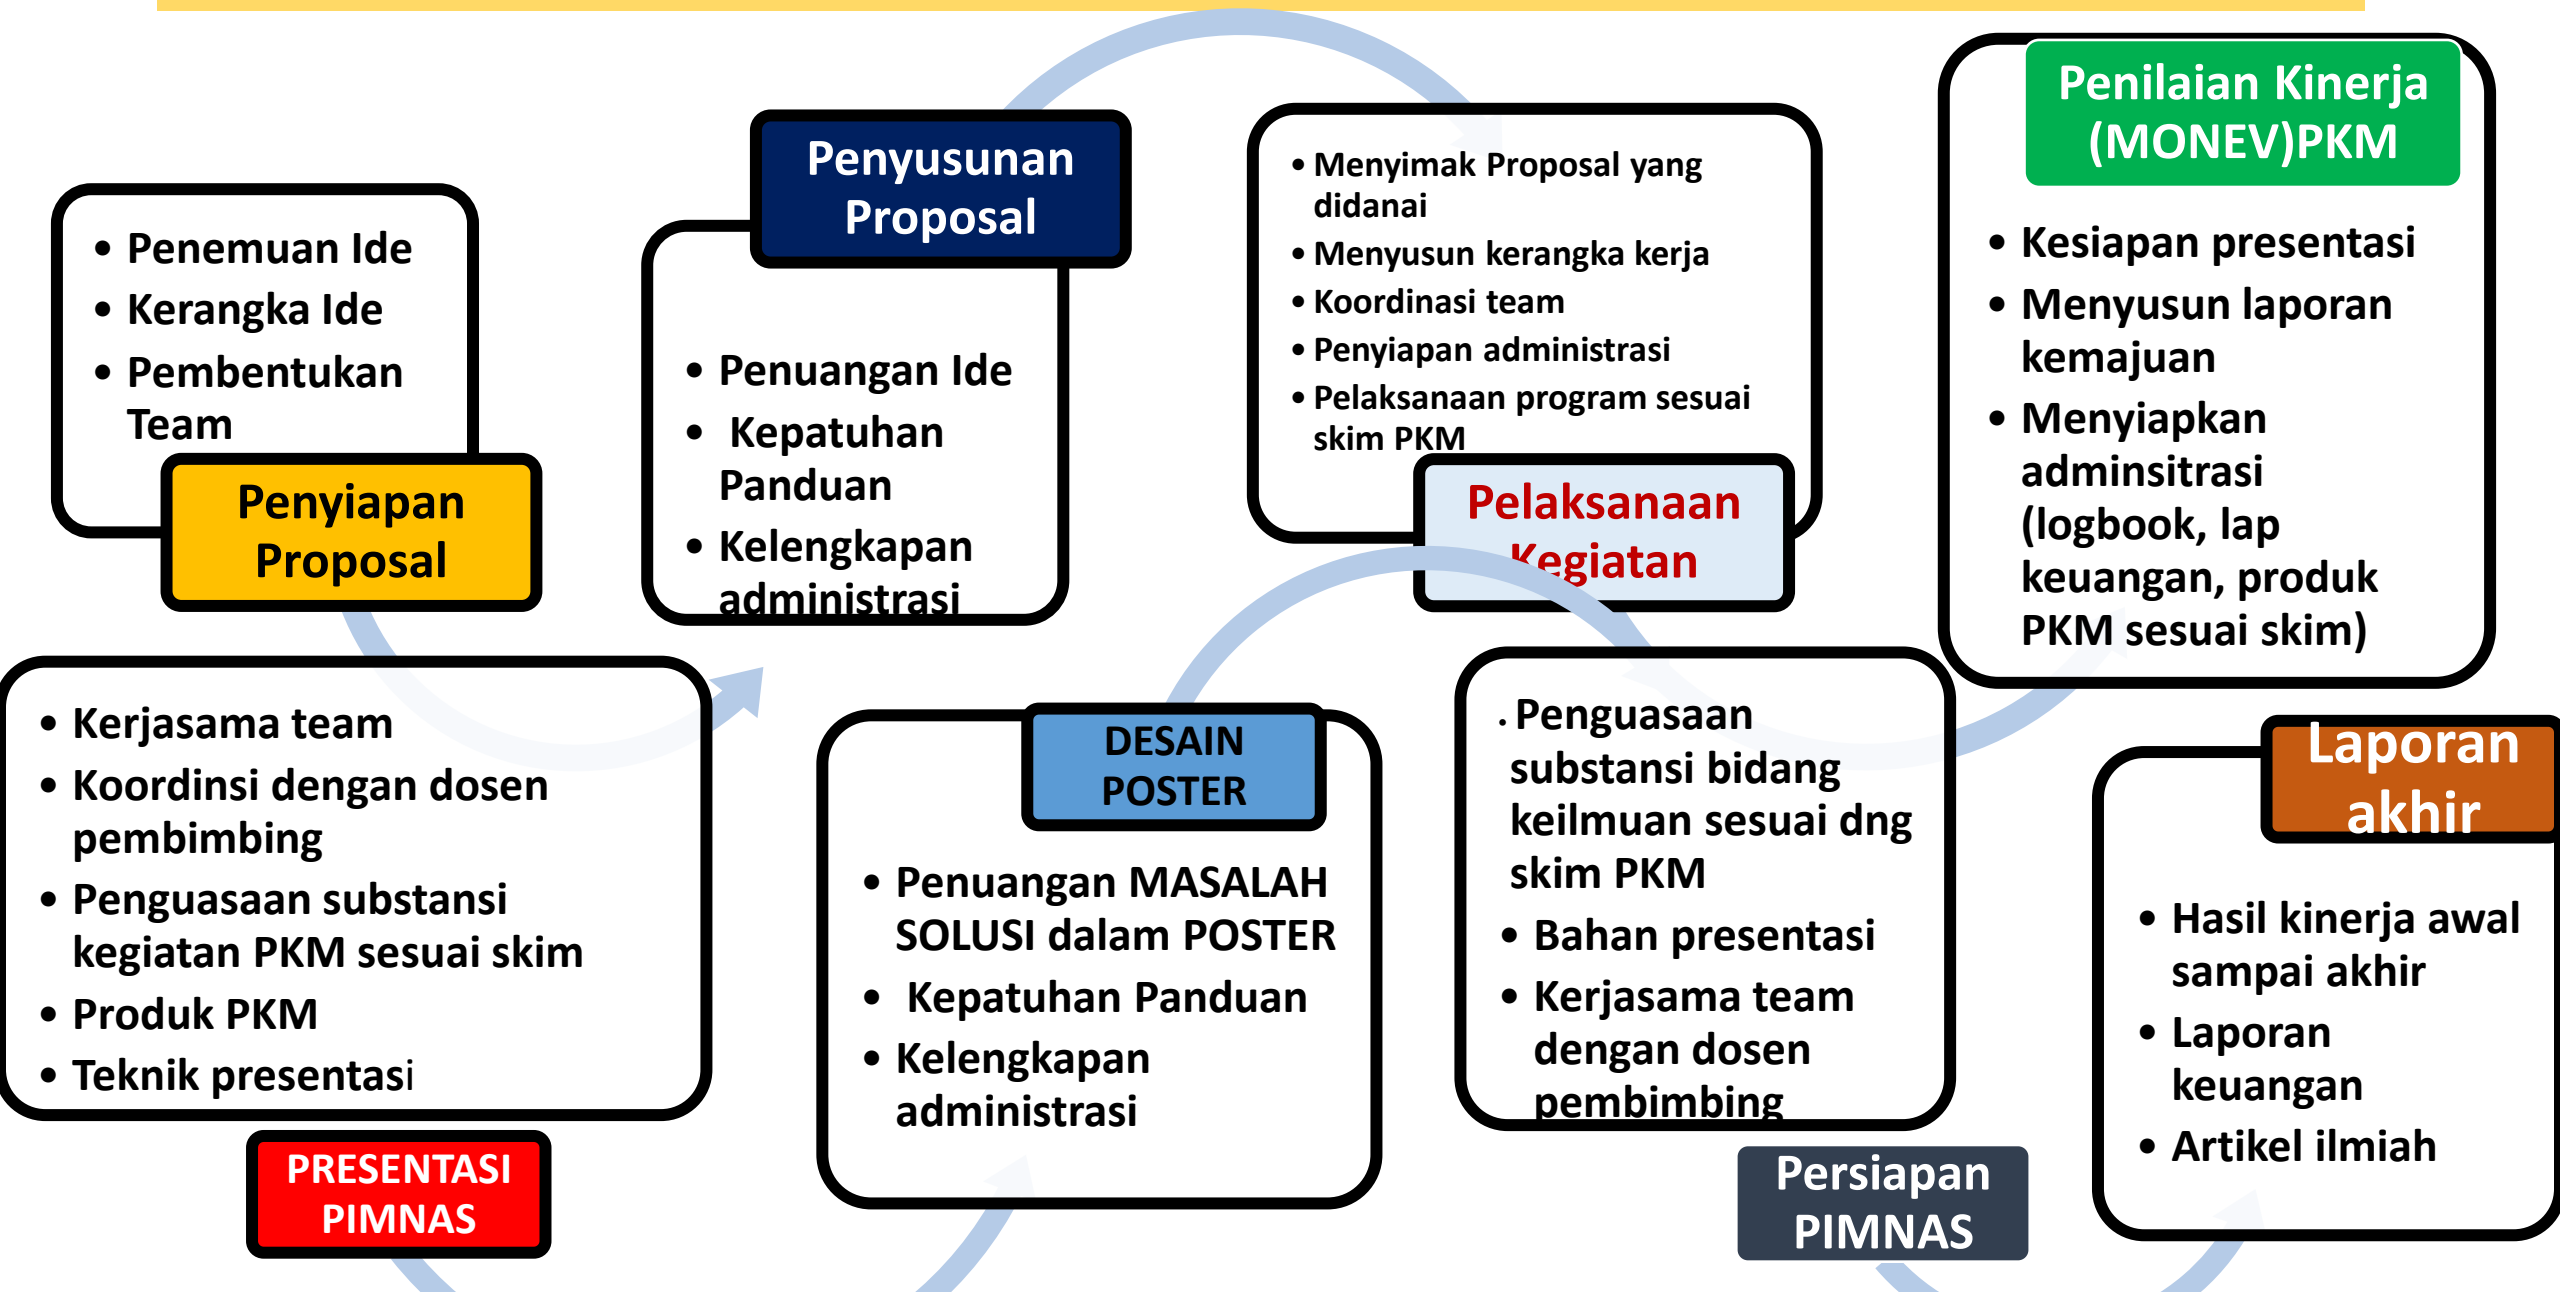 Penyiapan
Proposal
• Penemuan Ide
• Kerangka Ide
• Pembentukan
Team
Penyusunan
Proposal
• Penuangan Ide
• Kepatuhan
Panduan
• Kelengkapan
administrasi
• Menyimak Proposal yang
didanai
• Menyusun kerangka kerja
• Koordinasi team
• Penyiapan administrasi
• Pelaksanaan program sesuai
skim PKM
Pelaksanaan
Kegiatan
Penilaian Kinerja
(MONEV)PKM
• Kesiapan presentasi
• Menyusun laporan
kemajuan
• Menyiapkan
adminsitrasi
(logbook, lap
keuangan, produk
PKM sesuai skim)
• Kerjasama team
• Koordinsi dengan dosen
pembimbing
• Penguasaan substansi
kegiatan PKM sesuai skim
• Produk PKM
• Teknik presentasi
PRESENTASI
PIMNAS
DESAIN
POSTER
• Penuangan MASALAH
SOLUSI dalam POSTER
• Kepatuhan Panduan
• Kelengkapan
administrasi
• Penguasaan
substansi bidang
keilmuan sesuai dng
skim PKM
• Bahan presentasi
• Kerjasama team
dengan dosen
pembimbing
Persiapan
PIMNAS
Laporan
akhir
• Hasil kinerja awal
sampai akhir
• Laporan
keuangan
• Artikel ilmiah